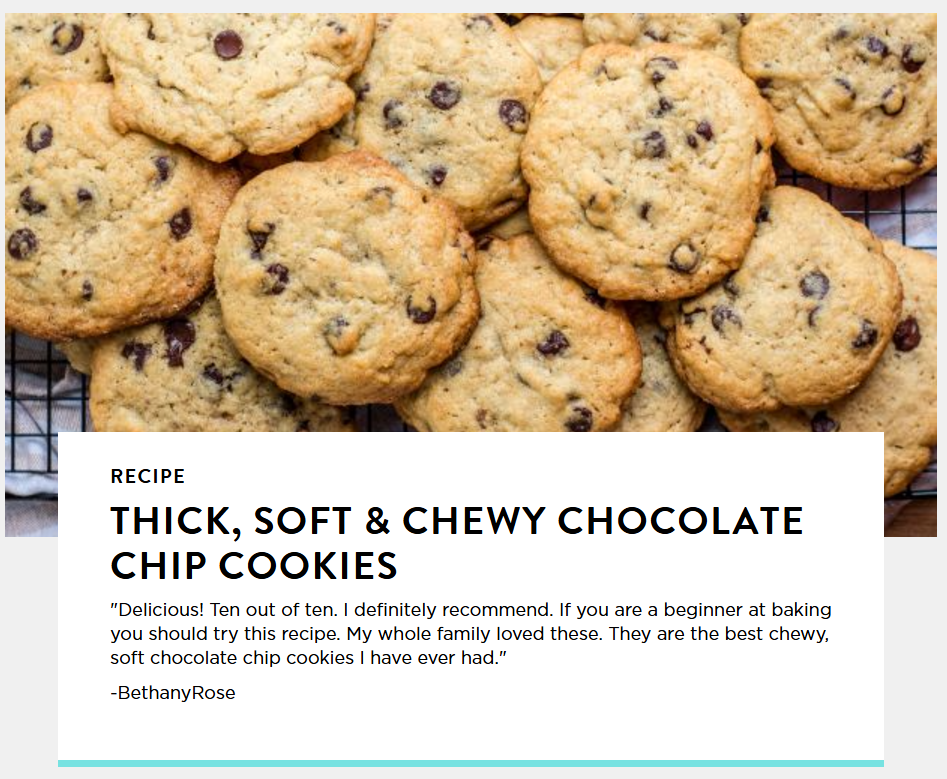 RECIPE
THICK, SOFT & CHEWY CHOCOLATE
CHIP COOKIES
"Delicious! Ten out of ten. I definitely recommend. If you are a beginner at baking
you should try this recipe. My whole family loved these. They are the best chewy,
soft chocolate chip cookies I have ever had."
-BethanyRose